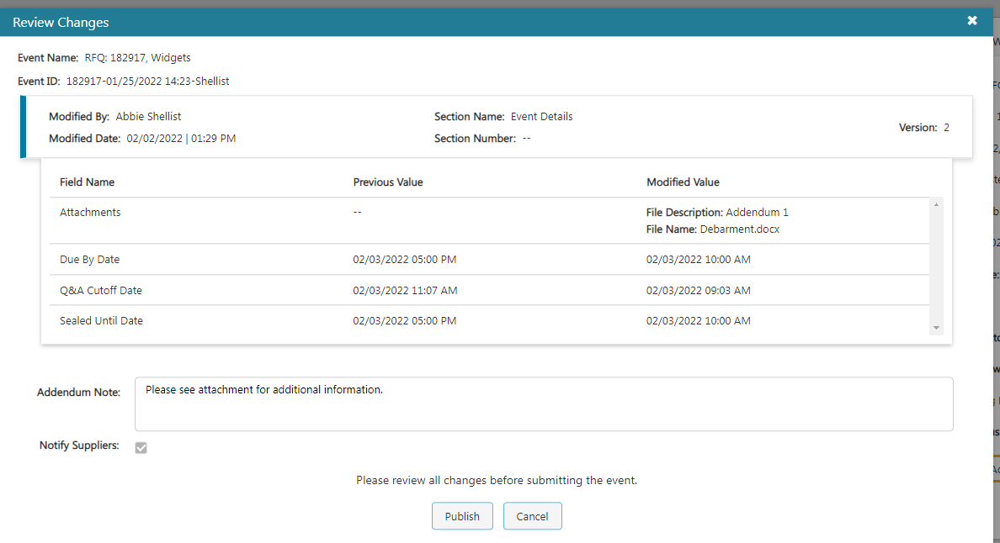 Review Changes
Event Name: RFQ: 182917, Widgets
Event ID: 182917-01/25/2022 14:23-Shellist
Modified By: Abbie Shellist Section Name: Event Details
Version: 2
Modified Date: 02/02/2022 | 01:29 PM Section Number: --
Field Name Previous Value Modified Value
Attachments -- File Description: Addendum 1
File Name: Debarment.docx
Due By Date 02/03/2022 05:00 PM 02/03/2022 10:00 AM
Q&A Cutoff Date 02/03/2022 11:07 AM 02/03/2022 09:03 AM
Sealed Until Date 02/03/2022 05:00 PM 02/03/2022 10:00 AM
Addendum Note: Please see attachment for additional information.
Notify Suppliers:
Please review all changes before submitting the event.
Publish Cancel